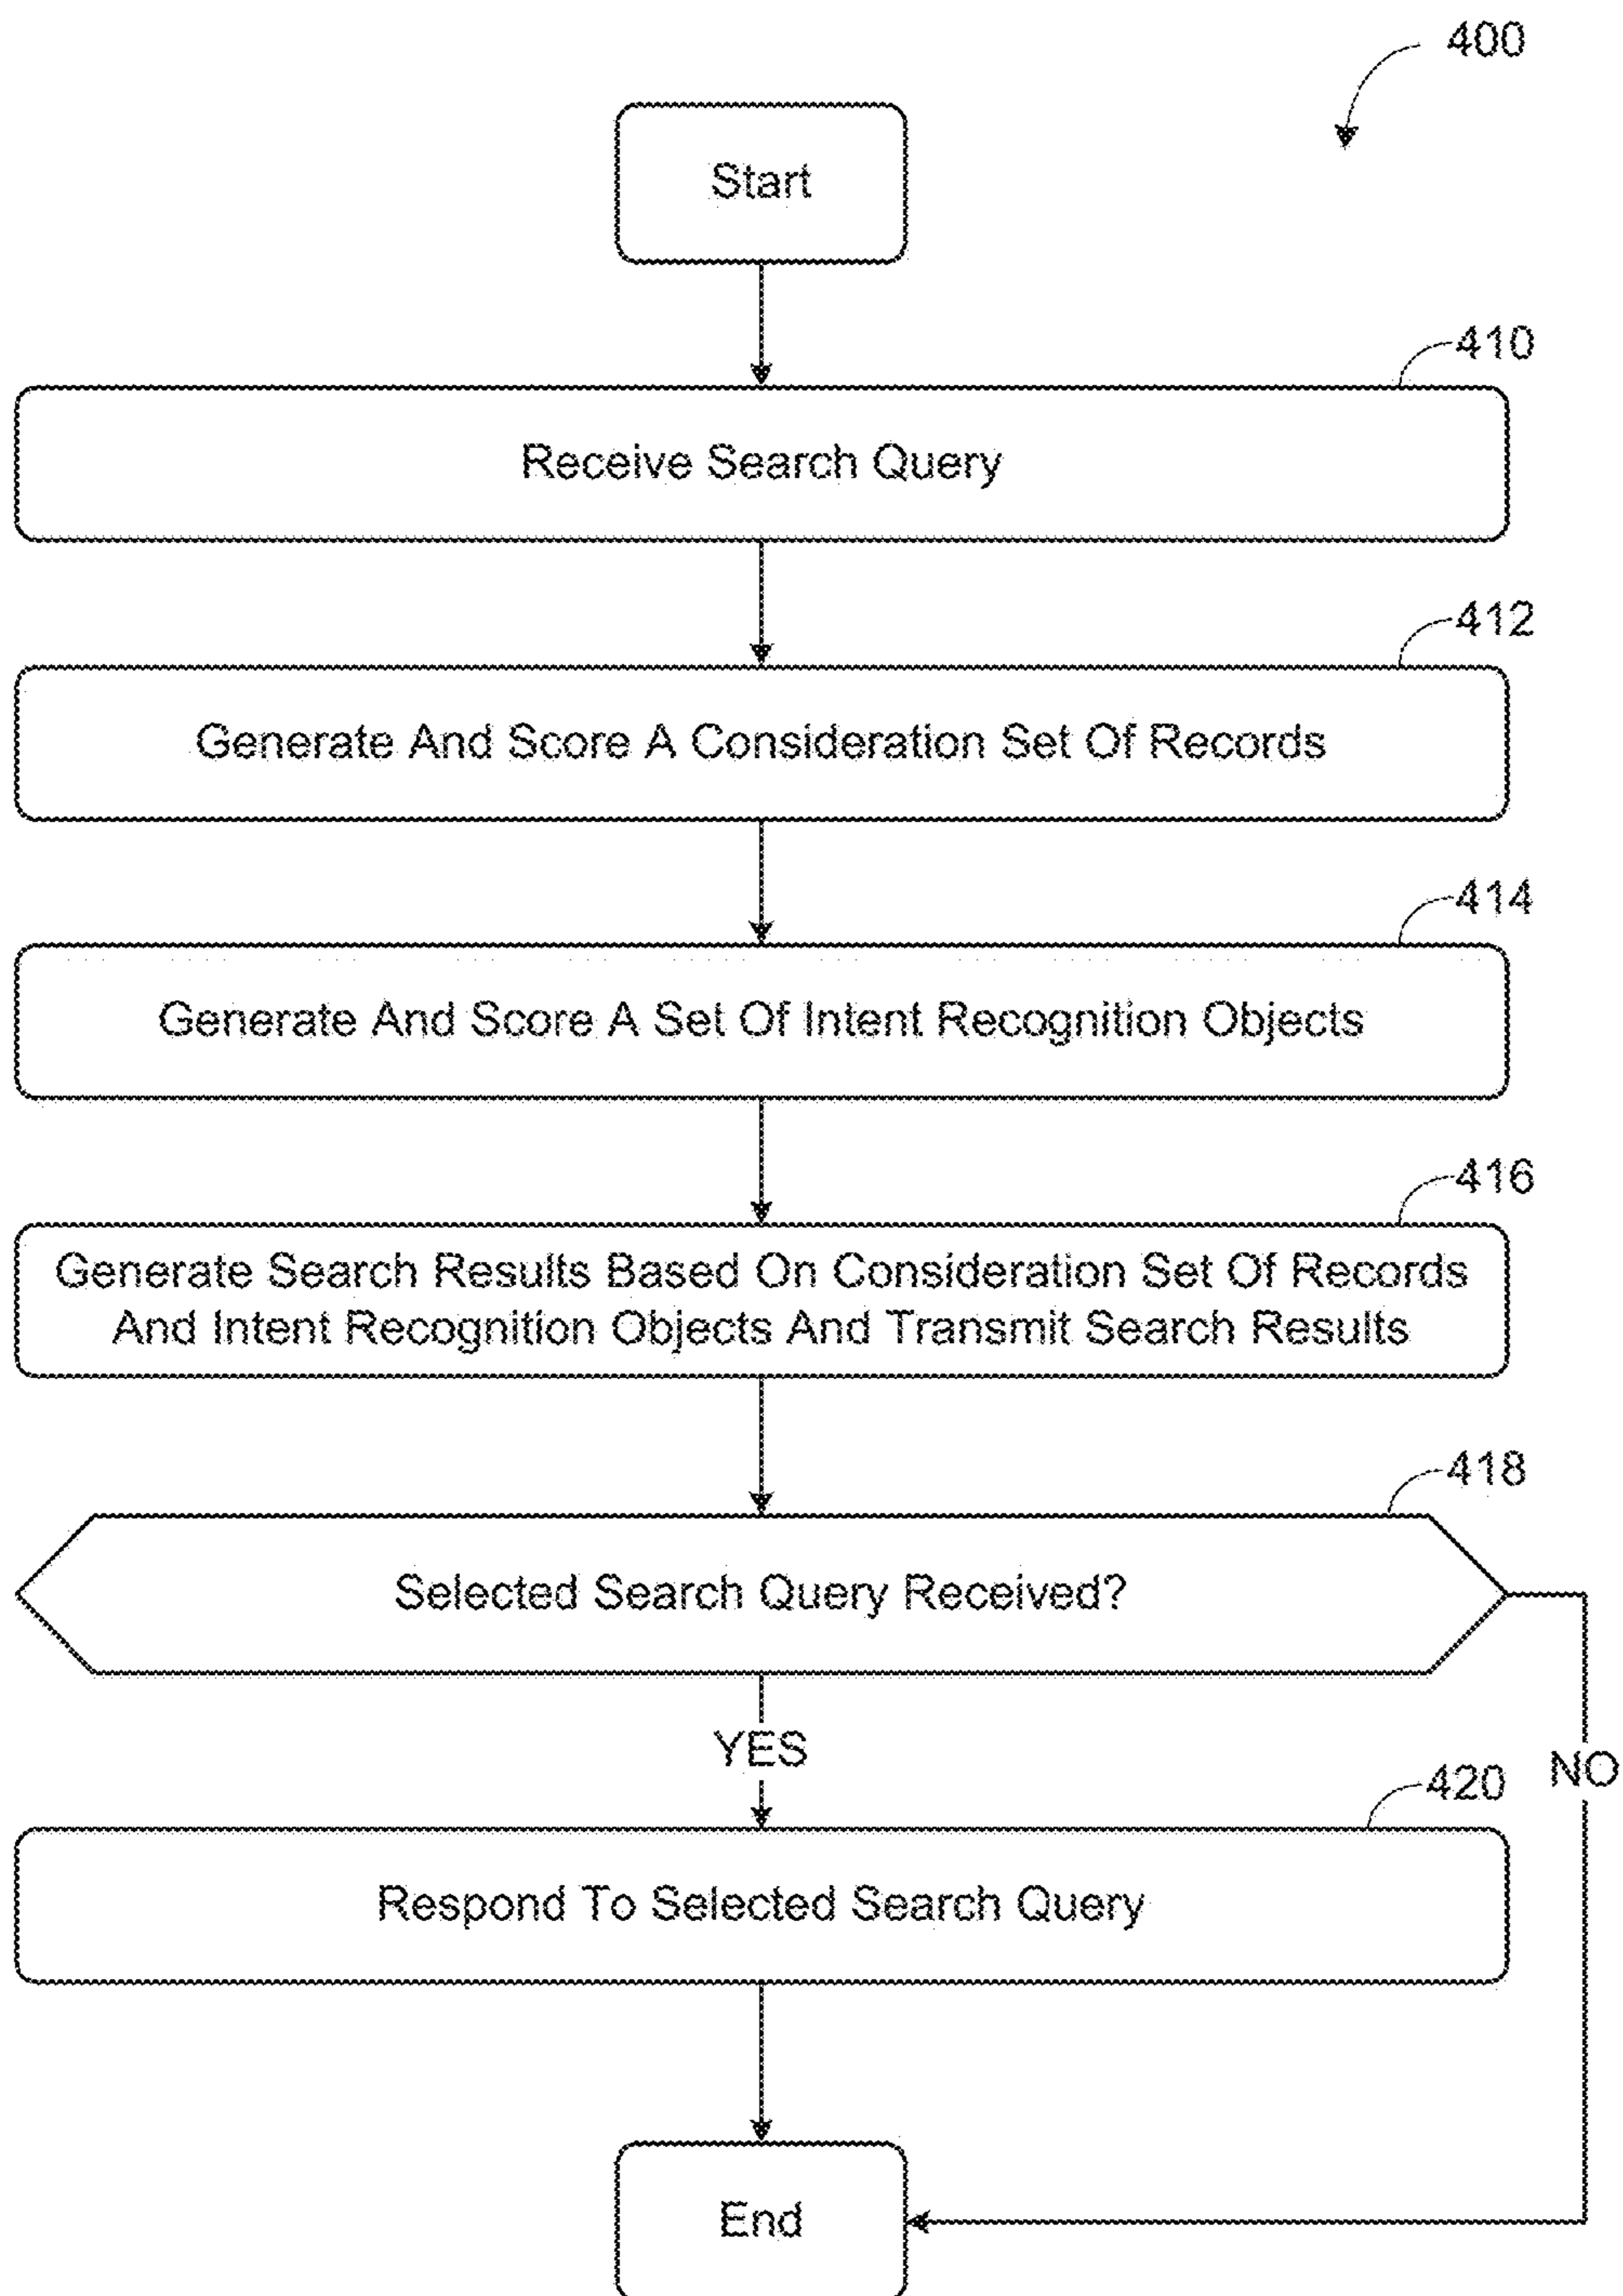 400
Start
410
Receive Search Query
412
Generate And Score A Consideration Set Of Records
414
Generate And Score A Set Of Intent Recognition Objects
416
Generate Search Results Based On Consideration Set Of Records
And Intent Recognition Objects And Transmit Search Results
418
Selected Search Query Received?
YES
NO
420
Respond To Selected Search Query
End